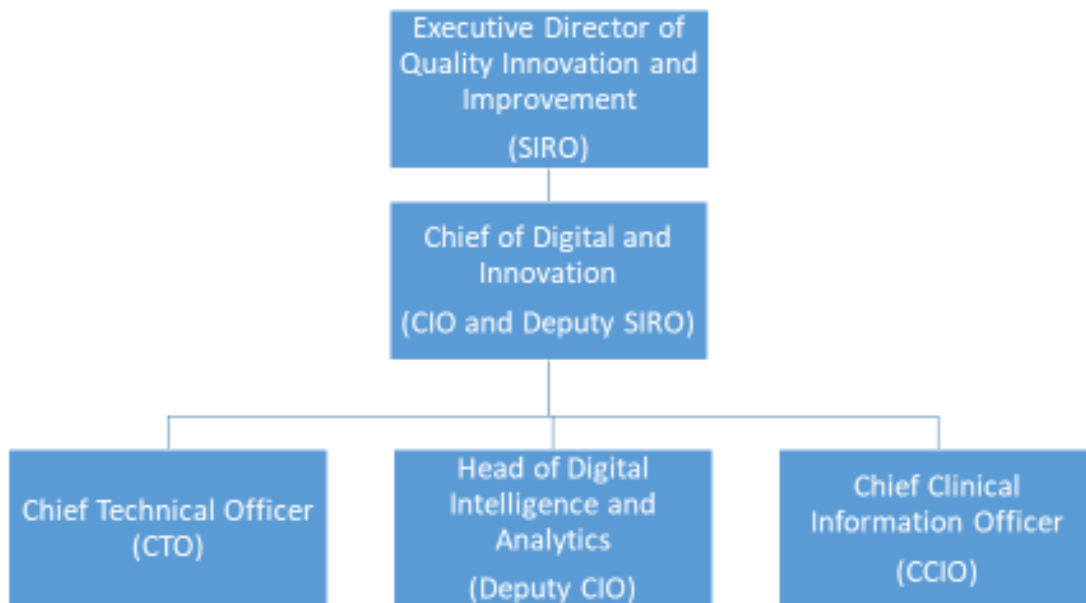 Executive Director of
Quality Innovation and
Improvement
(SIRO)
Chief of Digital and
Innovation
(CIO and Deputy SIRO)
Chief Technical Officer
(CTO)
Head of Digital
Intelligence and
Analytics
(Deputy CIO)
Chief Clinical
Information Officer
(CCIO)